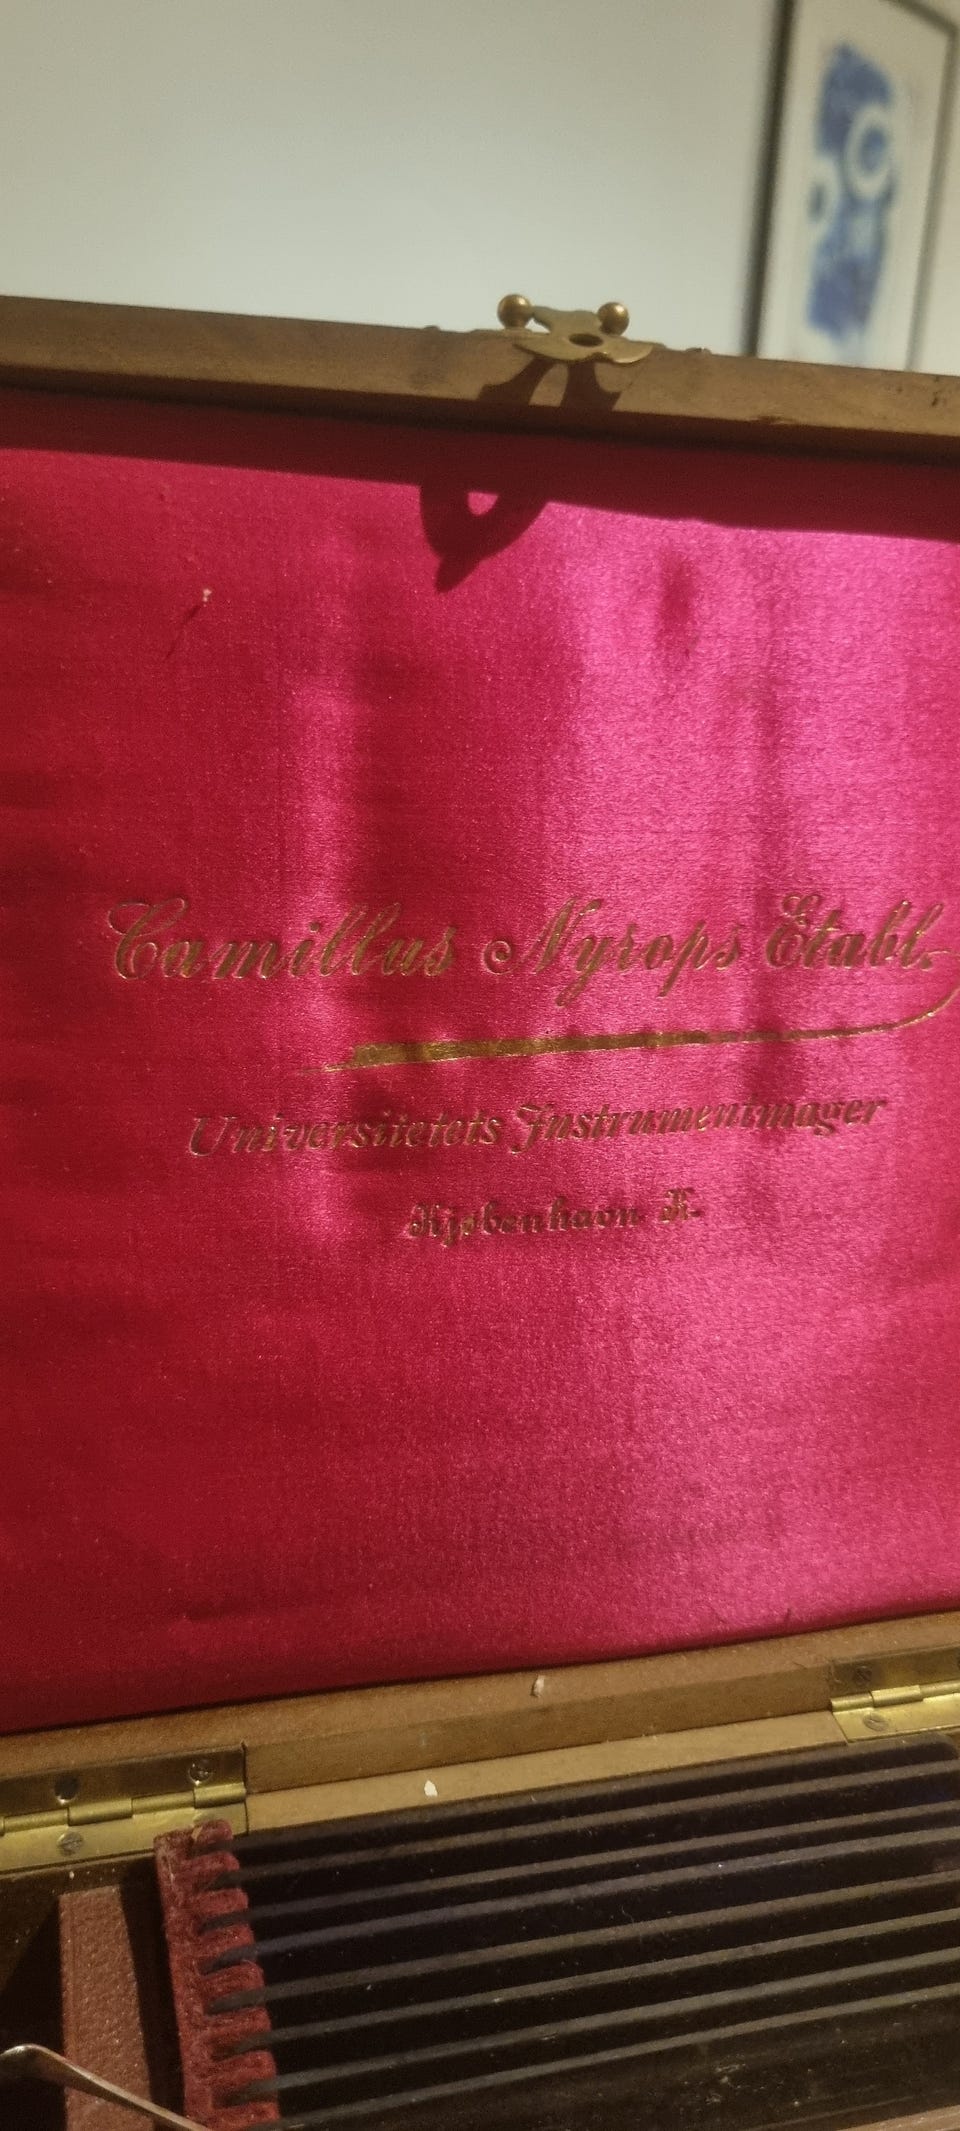 Camillus Nyrops Etabl.
Universitetets Instrumentmager
Kjøbenhavn K.